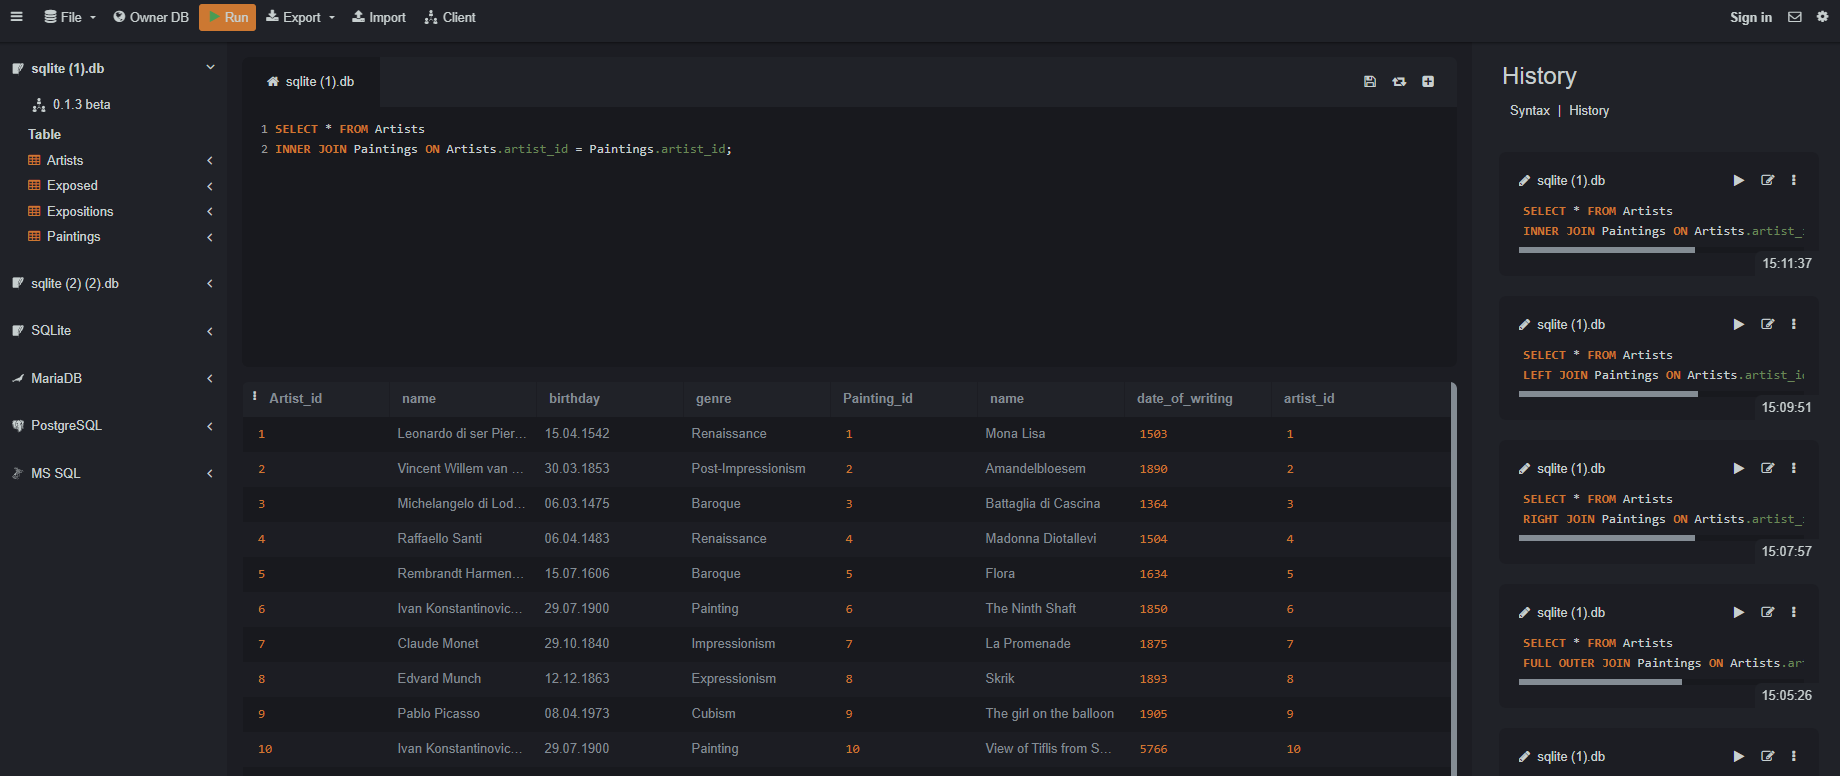 File Owner DB Run Export Import Client Sign in
sqlite (1).db
0.1.3 beta
Table
Artists
Exposed
Expositions
Paintings
sqlite (2) (2).db
SQLite
MariaDB
PostgreSQL
MS SQL
sqlite (1).db
1 SELECT * FROM Artists
2 INNER JOIN Paintings ON Artists.artist_id = Paintings.artist_id;
Artist_id name birthday genre Painting_id name date_of_writing artist_id
1 Leonardo di ser Pier... 15.04.1542 Renaissance 1 Mona Lisa 1503 1
2 Vincent Willem van ... 30.03.1853 Post-Impressionism 2 Amandelbloesem 1890 2
3 Michelangelo di Lod... 06.03.1475 Baroque 3 Battaglia di Cascina 1364 3
4 Raffaello Santi 06.04.1483 Renaissance 4 Madonna Diotallevi 1504 4
5 Rembrandt Harmen... 15.07.1606 Baroque 5 Flora 1634 5
6 Ivan Konstantinovic... 29.07.1900 Painting 6 The Ninth Shaft 1850 6
7 Claude Monet 29.10.1840 Impressionism 7 La Promenade 1875 7
8 Edvard Munch 12.12.1863 Expressionism 8 Skrik 1893 8
9 Pablo Picasso 08.04.1973 Cubism 9 The girl on the balloon 1905 9
10 Ivan Konstantinovic... 29.07.1900 Painting 10 View of Tiflis from S... 5766 10
History
Syntax | History
sqlite (1).db
SELECT * FROM Artists
INNER JOIN Paintings ON Artists.artist_
15:11:37
sqlite (1).db
SELECT * FROM Artists
LEFT JOIN Paintings ON Artists.artist_i
15:09:51
sqlite (1).db
SELECT * FROM Artists
RIGHT JOIN Paintings ON Artists.artist_
15:07:57
sqlite (1).db
SELECT * FROM Artists
FULL OUTER JOIN Paintings ON Artists.ar
15:05:26
sqlite (1).db